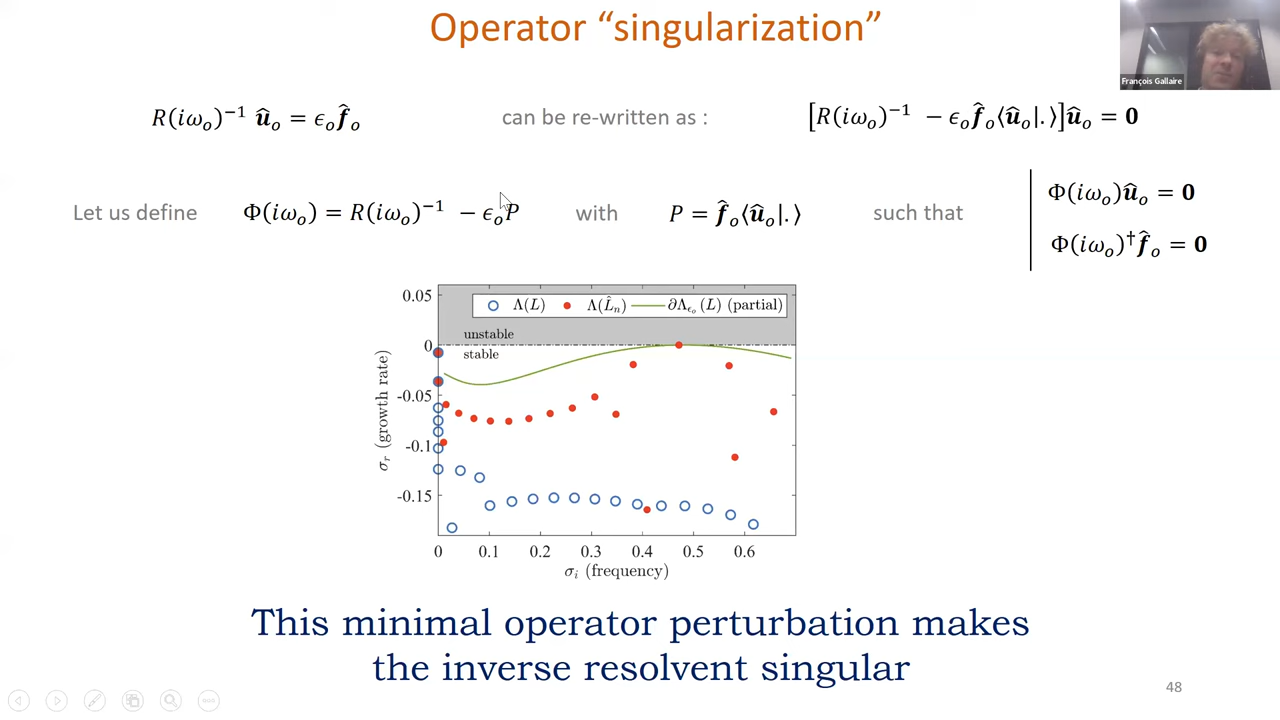 Operator “singularization”
François Gallaire
R(iω_o)^{-1} û_o = ϵ_o f̂_o can be re-written as : [R(iω_o)^{-1} − ϵ_o f̂_o⟨û_o|.⟩]û_o = 0
Let us define Φ(iω_o) = R(iω_o)^{-1} − ϵ_o P with P = f̂_o⟨û_o|.⟩ such that
Φ(iω_o)û_o = 0
Φ(iω_o)^† f̂_o = 0
Λ(L) Λ(L̂_n) ∂Λ_{ϵ_o}(L) (partial)
unstable
stable
0.05
0
-0.05
-0.1
-0.15
σ_r (growth rate)
0 0.1 0.2 0.3 0.4 0.5 0.6
σ_i (frequency)
This minimal operator perturbation makes
the inverse resolvent singular
48